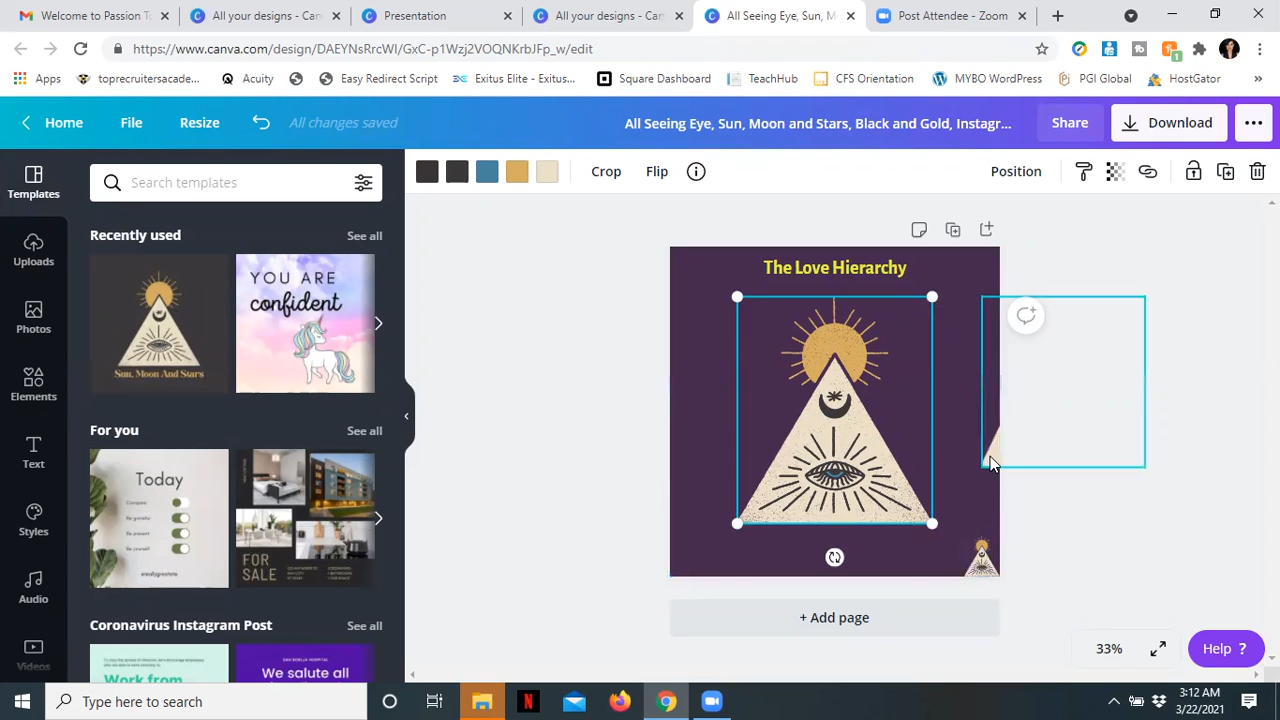 Welcome to Passion To
All your designs - Canv
Presentation
All your designs - Canv
All Seeing Eye, Sun, M
Post Attendee - Zoom
https://www.canva.com/design/DAEYNsRrcWI/GxC-p1Wzj2VOQNKrbJFp_w/edit
Apps
toprecruitersacade...
Acuity
Easy Redirect Script
Exitus Elite - Exitus...
Square Dashboard
TeachHub
CFS Orientation
MYBO WordPress
PGI Global
HostGator
Home
File
Resize
All changes saved
All Seeing Eye, Sun, Moon and Stars, Black and Gold, Instagr...
Share
Download
Templates
Search templates
Crop
Flip
Position
Uploads
Photos
Elements
Text
Styles
Audio
Videos
Recently used
See all
Sun, Moon And Stars
YOU ARE
confident
For you
See all
Today
FOR
SALE
Coronavirus Instagram Post
See all
Work from
We salute all
The Love Hierarchy
+ Add page
33%
Help ?
Type here to search
3:12 AM
3/22/2021